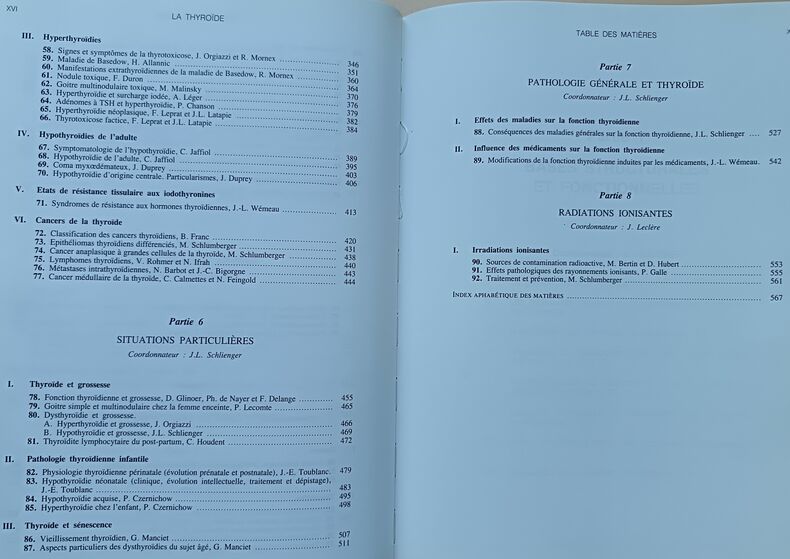 XVI
LA THYROÏDE
III. Hyperthyroïdies
58. Signes et symptômes de la thyrotoxicose, J. Orgiazzi et R. Mornex ........ 346
59. Maladie de Basedow, H. Allannic ........ 351
60. Manifestations extrathyroïdiennes de la maladie de Basedow, R. Mornex ........ 360
61. Nodule toxique, F. Duron ........ 364
62. Goitre multinodulaire toxique, M. Malinsky ........ 370
63. Hyperthyroïdie et surcharge iodée, A. Léger ........ 376
64. Adénomes à TSH et hyperthyroïdie, P. Chanson ........ 379
65. Hyperthyroïdie néoplasique, F. Leprat et J.L. Latapie ........ 382
66. Thyrotoxicose factice, F. Leprat et J.L. Latapie ........ 384
IV. Hypothyroïdies de l'adulte
67. Symptomatologie de l'hypothyroïdie, C. Jaffiol ........ 389
68. Hypothyroïdie de l'adulte, C. Jaffiol ........ 395
69. Coma myxœdémateux, J. Duprey ........ 403
70. Hypothyroïdie d'origine centrale. Particularismes, J. Duprey ........ 406
V. Etats de résistance tissulaire aux iodothyronines
71. Syndromes de résistance aux hormones thyroïdiennes, J.-L. Wémeau ........ 413
VI. Cancers de la thyroïde
72. Classification des cancers thyroïdiens, B. Franc ........ 420
73. Epithéliomas thyroïdiens différenciés, M. Schlumberger ........ 431
74. Cancer anaplasique à grandes cellules de la thyroïde, M. Schlumberger ........ 438
75. Lymphomes thyroïdiens, V. Rohmer et N. Ifrah ........ 440
76. Métastases intrathyroïdiennes, N. Barbot et J.-C. Bigorgne ........ 443
77. Cancer médullaire de la thyroïde, C. Calmettes et N. Feingold ........ 444
Partie 6
SITUATIONS PARTICULIÈRES
Coordonnateur : J.L. Schlienger
I. Thyroïde et grossesse
78. Fonction thyroïdienne et grossesse, D. Glinoer, Ph. de Nayer et F. Delange ........ 455
79. Goitre simple et multinodulaire chez la femme enceinte, P. Lecomte ........ 465
80. Dysthyroïdie et grossesse.
A. Hyperthyroïdie et grossesse, J. Orgiazzi ........ 466
B. Hypothyroïdie et grossesse, J.L. Schlienger ........ 469
81. Thyroïdite lymphocytaire du post-partum, C. Houdent ........ 472
II. Pathologie thyroïdienne infantile
82. Physiologie thyroïdienne périnatale (évolution prénatale et postnatale), J.-E. Toublanc. 479
83. Hypothyroïdie néonatale (clinique, évolution intellectuelle, traitement et dépistage),
J.-E. Toublanc ........ 483
84. Hypothyroïdie acquise, P. Czernichow ........ 495
85. Hyperthyroïdie chez l'enfant, P. Czernichow ........ 498
III. Thyroïde et sénescence
86. Vieillissement thyroïdien, G. Manciet ........ 507
87. Aspects particuliers des dysthyroïdies du sujet âgé, G. Manciet ........ 511
TABLE DES MATIÈRES
Partie 7
PATHOLOGIE GÉNÉRALE ET THYROÏDE
Coordonnateur : J.L. Schlienger
I. Effets des maladies sur la fonction thyroïdienne
88. Conséquences des maladies générales sur la fonction thyroïdienne, J.L. Schlienger .... 527
II. Influence des médicaments sur la fonction thyroïdienne
89. Modifications de la fonction thyroïdienne induites par les médicaments, J.-L. Wémeau. 542
Partie 8
RADIATIONS IONISANTES
Coordonnateur : J. Leclère
I. Irradiations ionisantes
90. Sources de contamination radioactive, M. Bertin et D. Hubert ........ 553
91. Effets pathologiques des rayonnements ionisants, P. Galle ........ 555
92. Traitement et prévention, M. Schlumberger ........ 561
INDEX APHABÉTIQUE DES MATIÈRES ........ 567